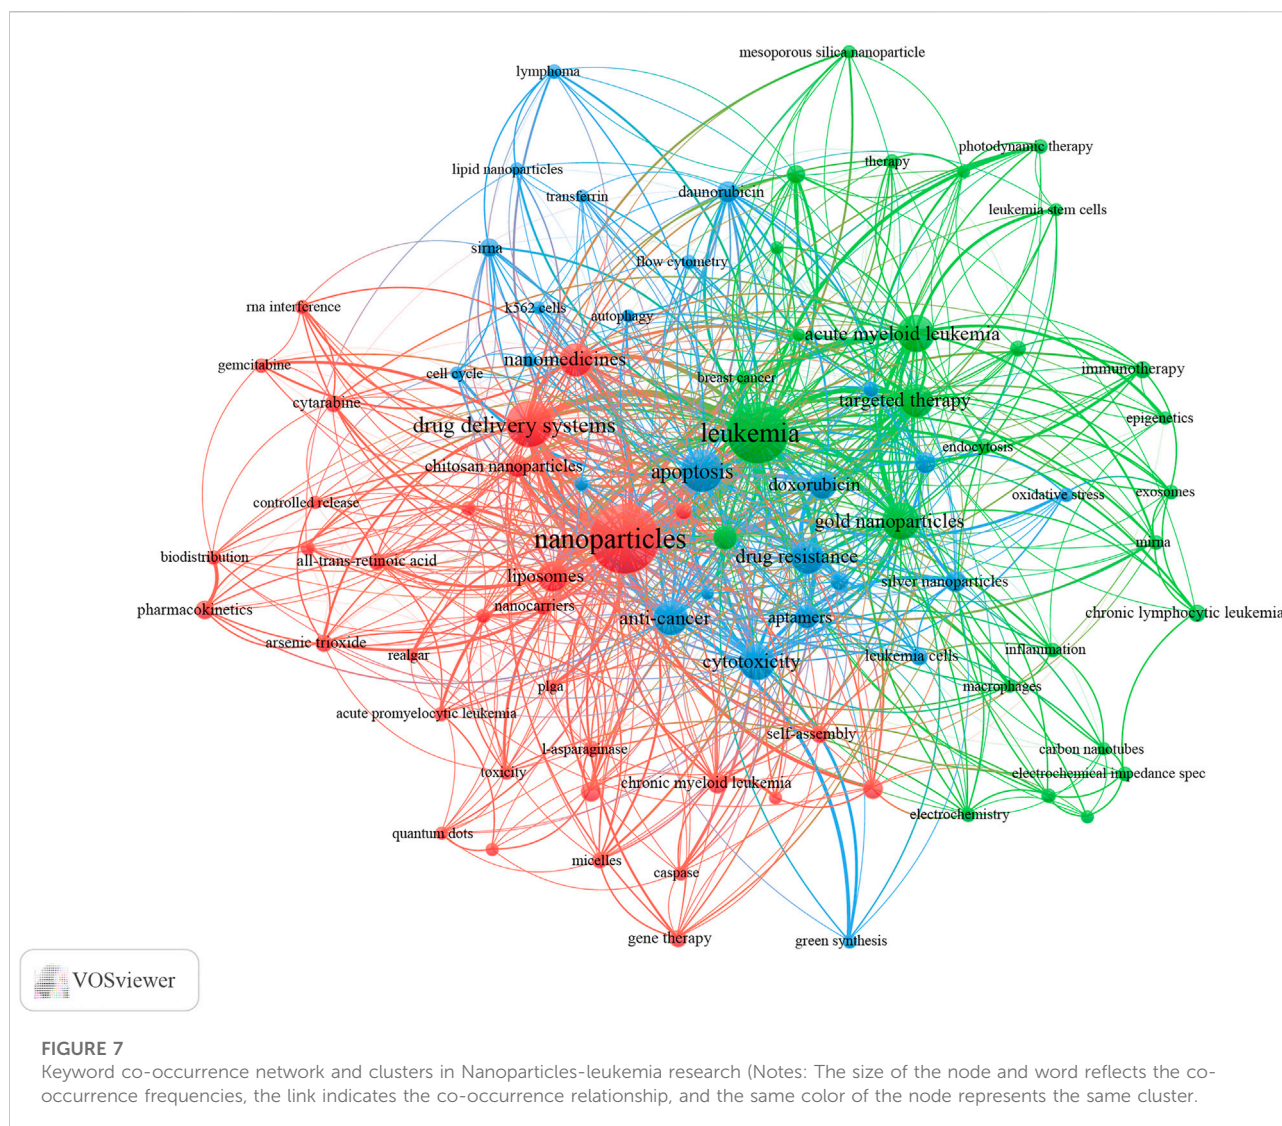 mesoporous silica nanoparticle
lymphoma
photodynamic therapy
therapy
lipid nanoparticles
daunorubicin
transferrin
leukemia stem cells
sirna
flow cytometry
rna interference
k562 cells
autophagy
acute myeloid leukemia
nanomedicines
gemcitabine
cell cycle
breast cancer
immunotherapy
cytarabine
targeted therapy
epigenetics
drug delivery systems
leukemia
endocytosis
chitosan nanoparticles
apoptosis
doxorubicin
oxidative stress
exosomes
controlled release
gold nanoparticles
nanoparticles
mirna
biodistribution
all-trans-retinoic acid
drug resistance
liposomes
silver nanoparticles
pharmacokinetics
nanocarriers
anti-cancer
aptamers
chronic lymphocytic leukemia
arsenic trioxide
realgar
cytotoxicity
leukemia cells
inflammation
plga
macrophages
acute promyelocytic leukemia
self-assembly
l-asparaginase
carbon nanotubes
toxicity
chronic myeloid leukemia
electrochemical impedance spec
electrochemistry
quantum dots
micelles
caspase
gene therapy
green synthesis
VOSviewer
FIGURE 7
Keyword co-occurrence network and clusters in Nanoparticles-leukemia research (Notes: The size of the node and word reflects the co-
occurrence frequencies, the link indicates the co-occurrence relationship, and the same color of the node represents the same cluster.